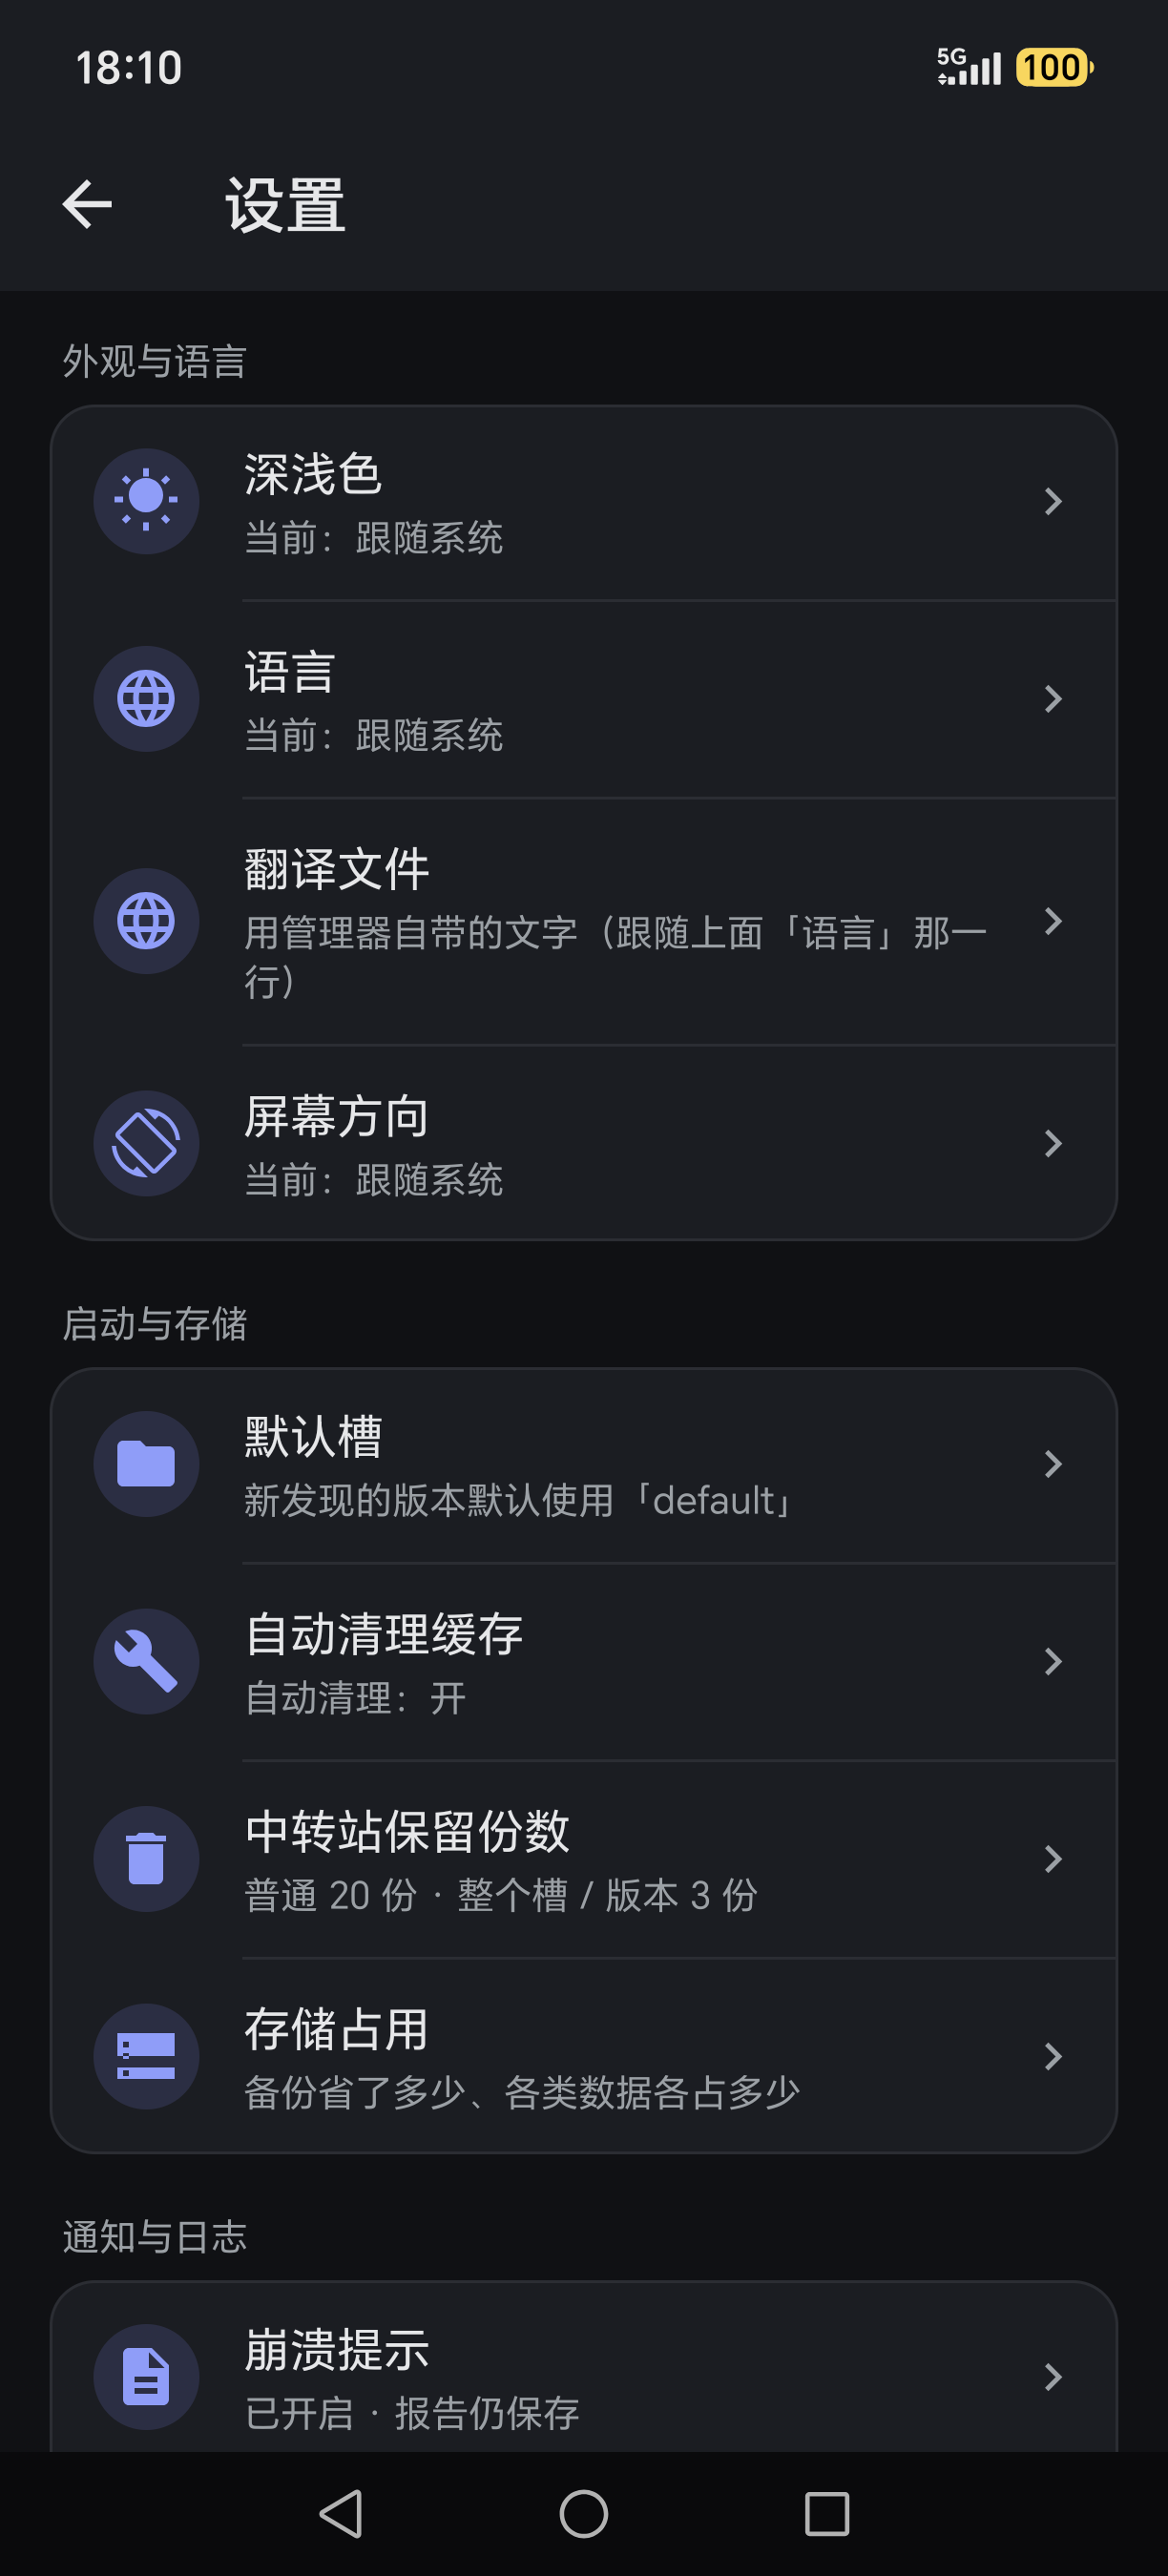 18:10
5G
100
设置
外观与语言
深浅色
当前：跟随系统
语言
当前：跟随系统
翻译文件
用管理器自带的文字（跟随上面「语言」那一
行）
屏幕方向
当前：跟随系统
启动与存储
默认槽
新发现的版本默认使用「default」
自动清理缓存
自动清理：开
中转站保留份数
普通 20 份 · 整个槽 / 版本 3 份
存储占用
备份省了多少、各类数据各占多少
通知与日志
崩溃提示
已开启 · 报告仍保存